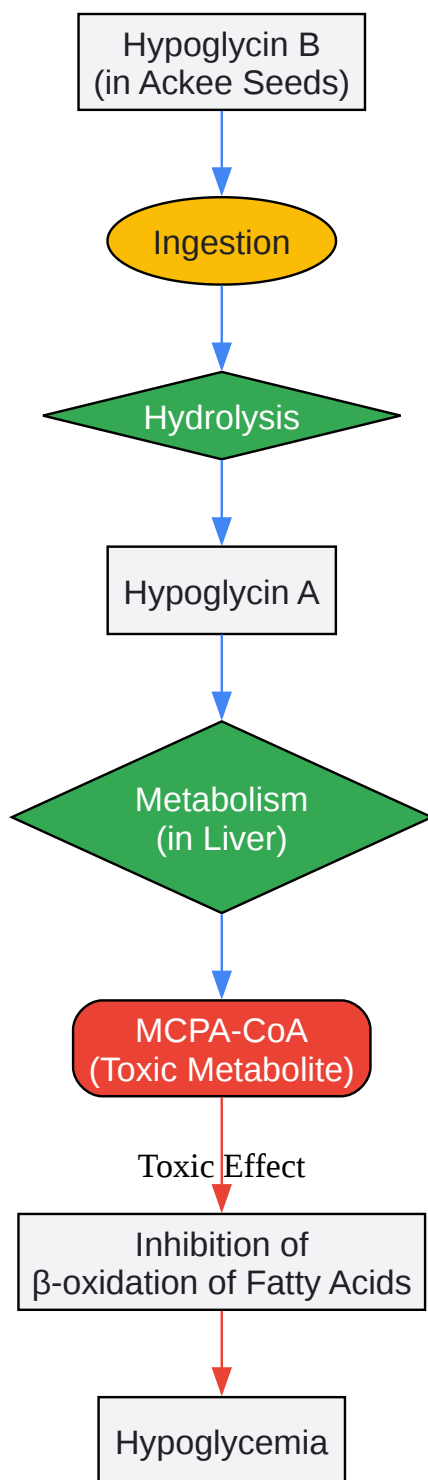 Hypoglycin B
(in Ackee Seeds)
Ingestion
Hydrolysis
Hypoglycin A
Metabolism
(in Liver)
MCPA-CoA
(Toxic Metabolite)
Toxic Effect
Inhibition of
β-oxidation of Fatty Acids
Hypoglycemia